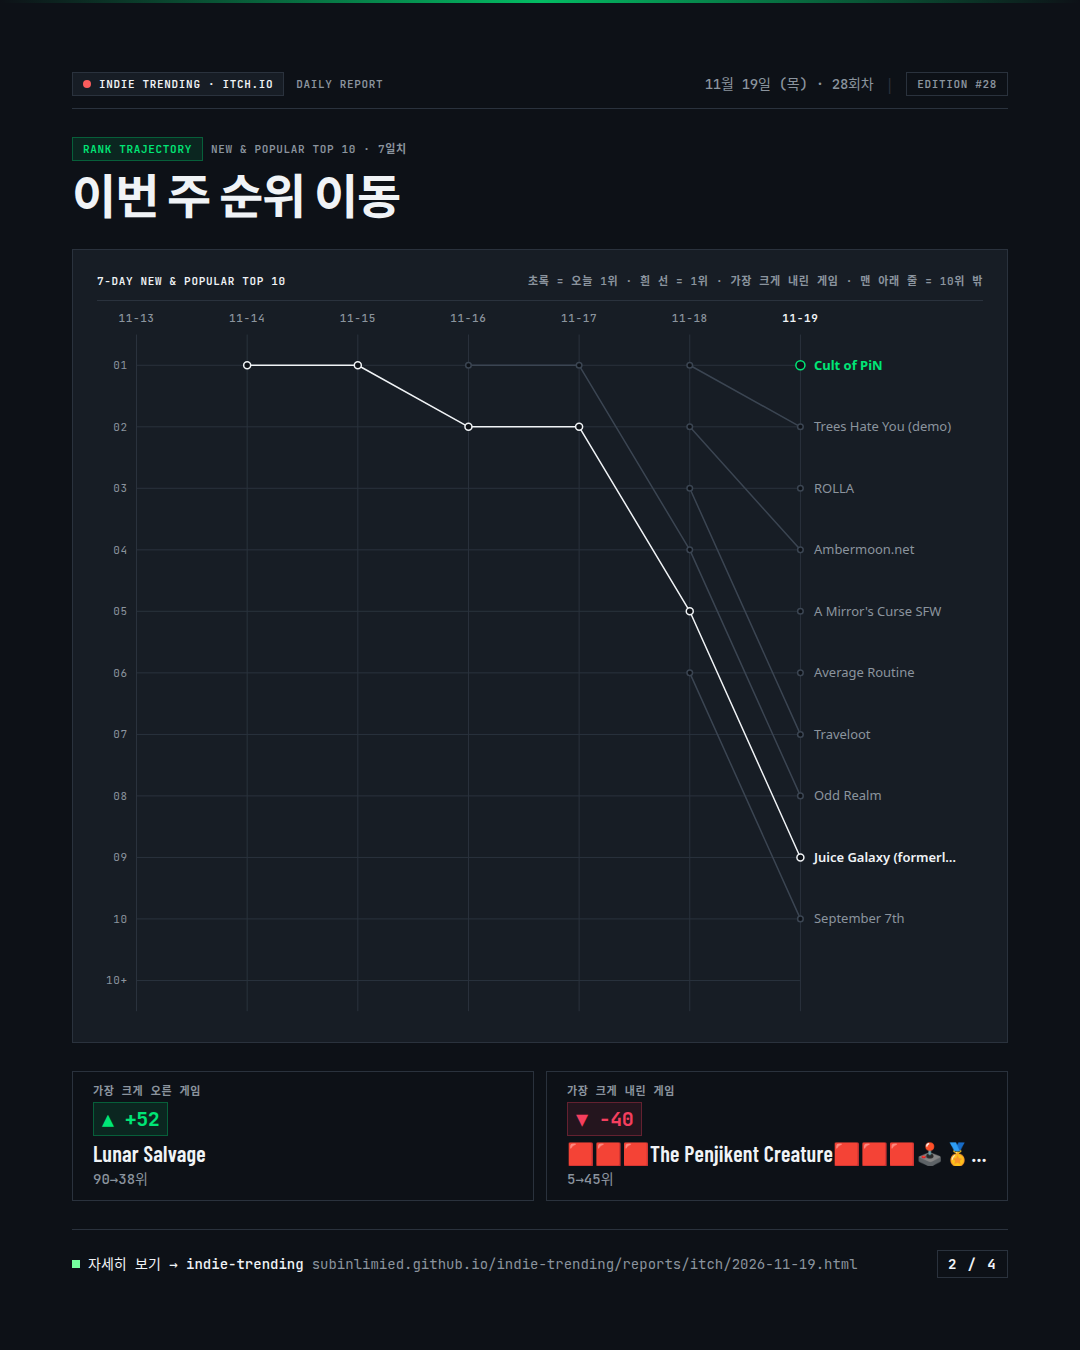 INDIE TRENDING · ITCH.IO DAILY REPORT 11월 19일 (목) · 28회차 EDITION #28
RANK TRAJECTORY NEW & POPULAR TOP 10 · 7일치
이번 주 순위 이동
7-DAY NEW & POPULAR TOP 10 초록 = 오늘 1위 · 흰 선 = 1위 · 가장 크게 내린 게임 · 맨 아래 줄 = 10위 밖
11-13 11-14 11-15 11-16 11-17 11-18 11-19
01 Cult of PiN
02 Trees Hate You (demo)
03 ROLLA
04 Ambermoon.net
05 A Mirror's Curse SFW
06 Average Routine
07 Traveloot
08 Odd Realm
09 Juice Galaxy (formerl...
10 September 7th
10+
가장 크게 오른 게임
▲ +52
Lunar Salvage
90→38위
가장 크게 내린 게임
▼ -40
🟥🟥🟥The Penjikent Creature🟥🟥🟥🕹️🏅...
5→45위
자세히 보기 → indie-trending subinlimied.github.io/indie-trending/reports/itch/2026-11-19.html 2 / 4